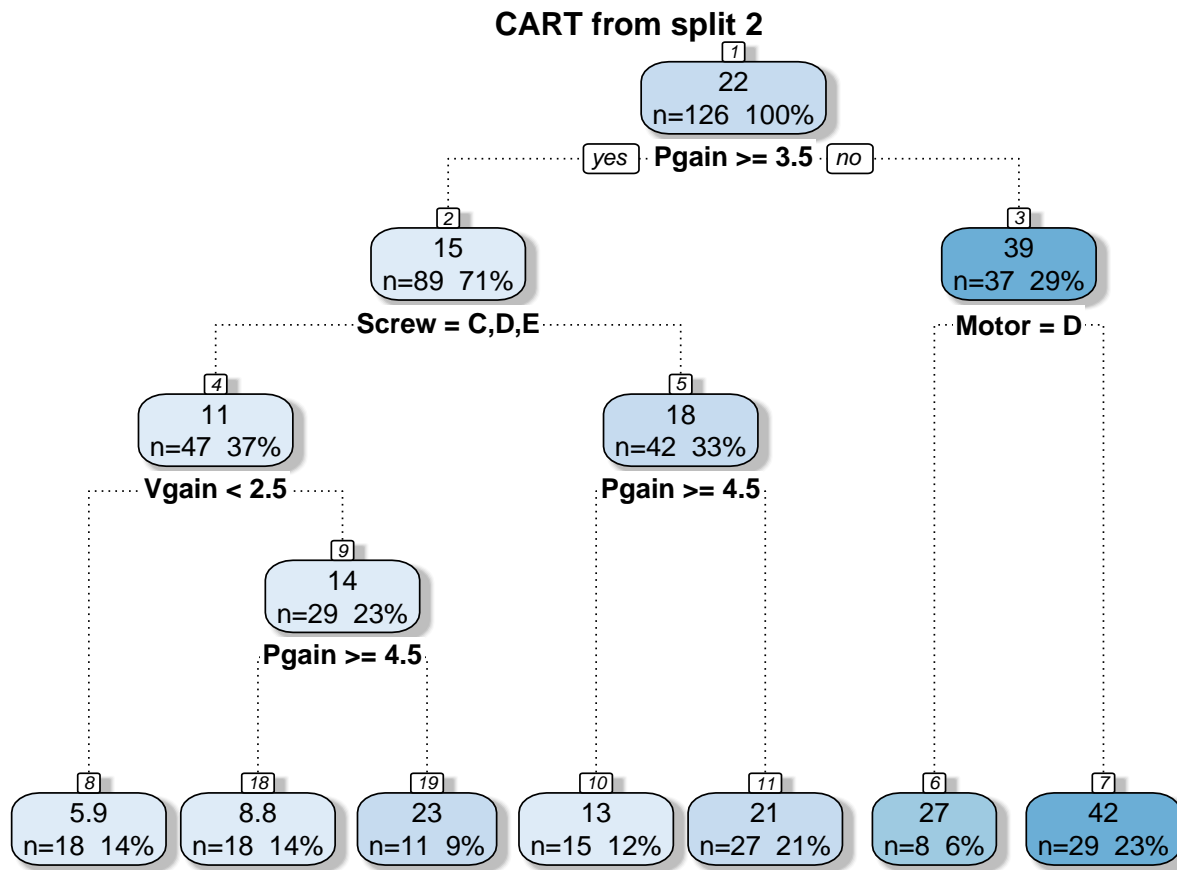 CART from split 2
1
22
n=126 100%
yes Pgain >= 3.5 no
2
15
n=89 71%
3
39
n=37 29%
Screw = C,D,E
Motor = D
4
11
n=47 37%
5
18
n=42 33%
Vgain < 2.5
Pgain >= 4.5
9
14
n=29 23%
Pgain >= 4.5
8
5.9
n=18 14%
18
8.8
n=18 14%
19
23
n=11 9%
10
13
n=15 12%
11
21
n=27 21%
6
27
n=8 6%
7
42
n=29 23%